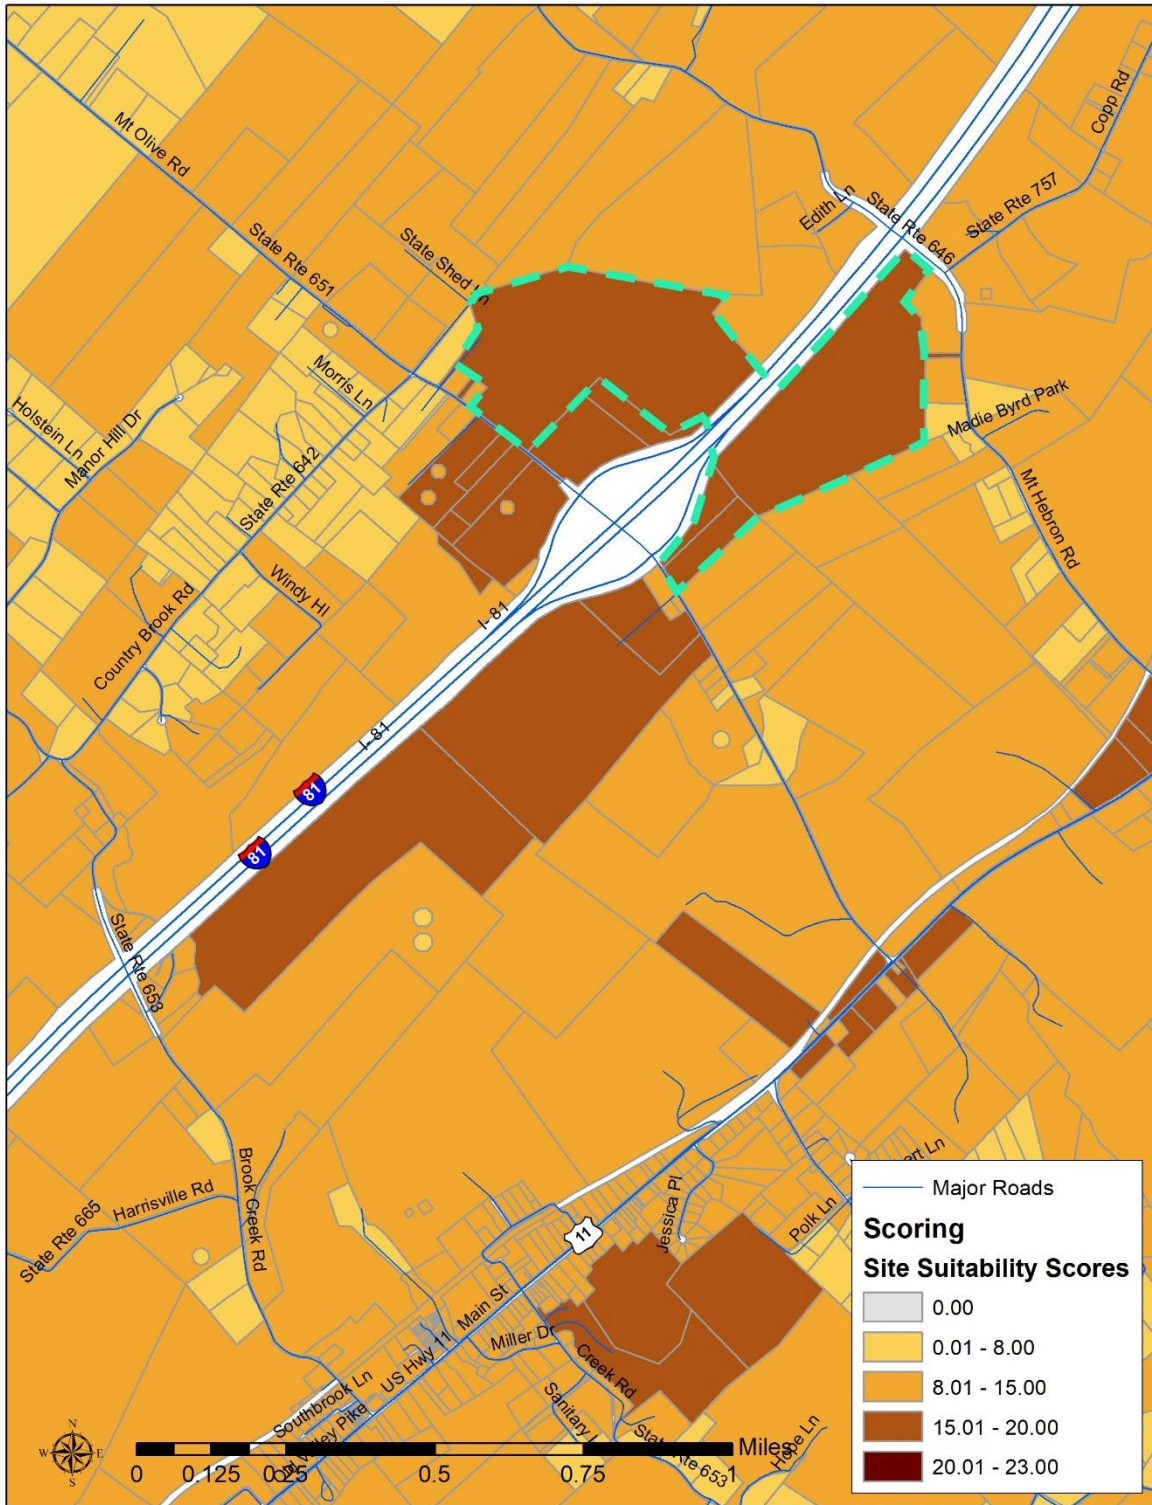 Copp Rd
Mt Olive Rd
Edith Ln
State Rte 646
State Rte 757
State Rte 651
State Shed Ln
Morris Ln
Madie Byrd Park
Holstein Ln
Manor Hill Dr
State Rte 642
Mt Hebron Rd
Windy Hl
I-81
Country Brook Rd
I-81
81
81
State Rte 653
Brook Creek Rd
Harrisville Rd
State Rte 665
Jessica Pl
Polk Ln
11
Main St
US Hwy 11
Miller Dr
Creek Rd
Southbrook Ln
Sanitary
State Rte 653
Hope Ln
Major Roads
Scoring
Site Suitability Scores
0.00
0.01 - 8.00
8.01 - 15.00
15.01 - 20.00
20.01 - 23.00
N
W E
S
Miles
0 0.125 0.25 0.5 0.75 1